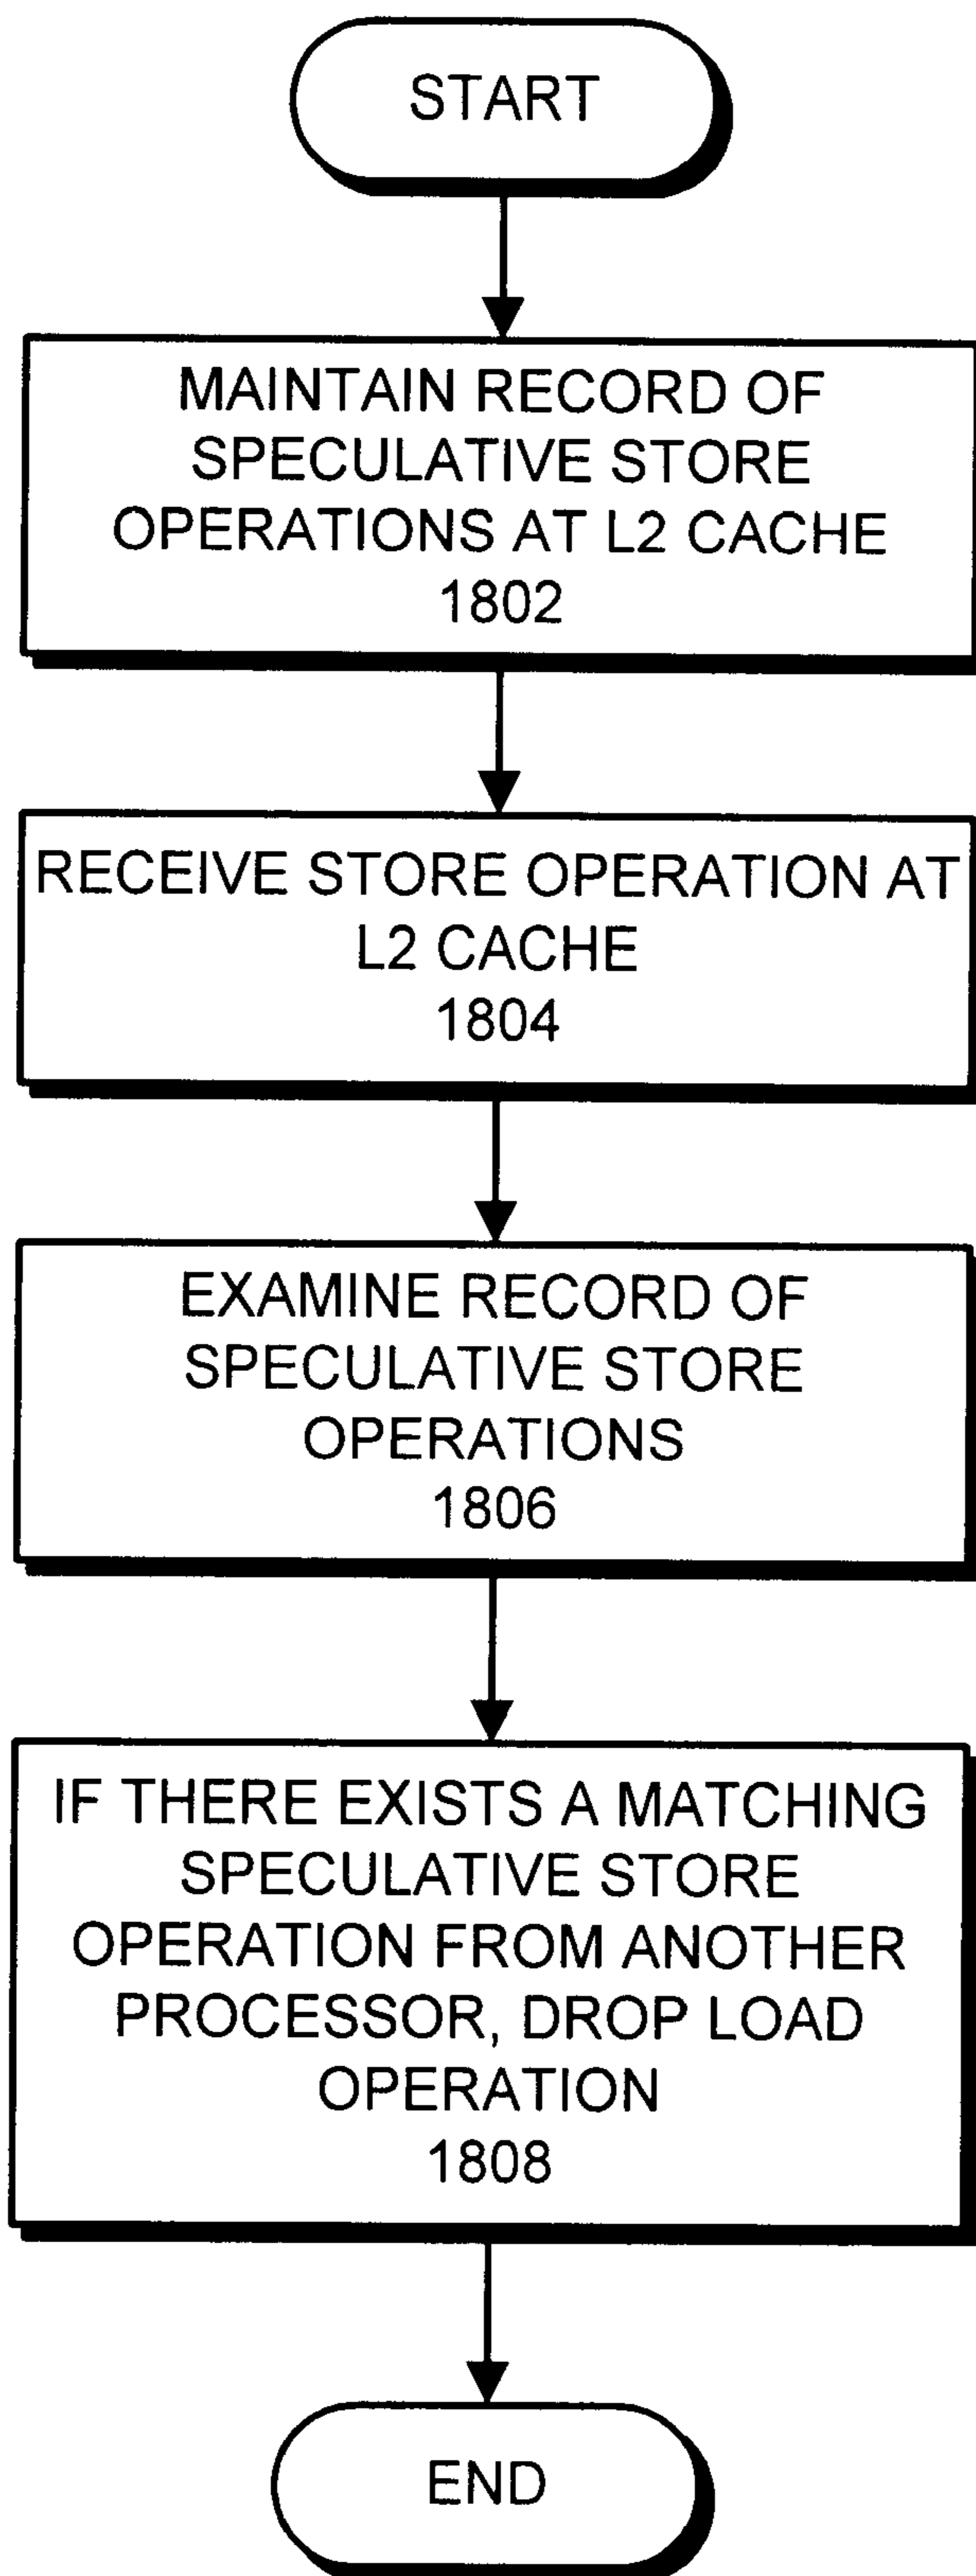 START
MAINTAIN RECORD OF
SPECULATIVE STORE
OPERATIONS AT L2 CACHE
1802
RECEIVE STORE OPERATION AT
L2 CACHE
1804
EXAMINE RECORD OF
SPECULATIVE STORE
OPERATIONS
1806
IF THERE EXISTS A MATCHING
SPECULATIVE STORE
OPERATION FROM ANOTHER
PROCESSOR, DROP LOAD
OPERATION
1808
END